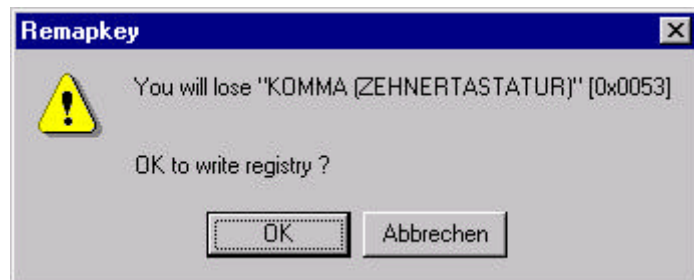 Remapkey
You will lose "KOMMA (ZEHNERTASTATUR)" [0x0053]
OK to write registry ?
OK
Abbrechen